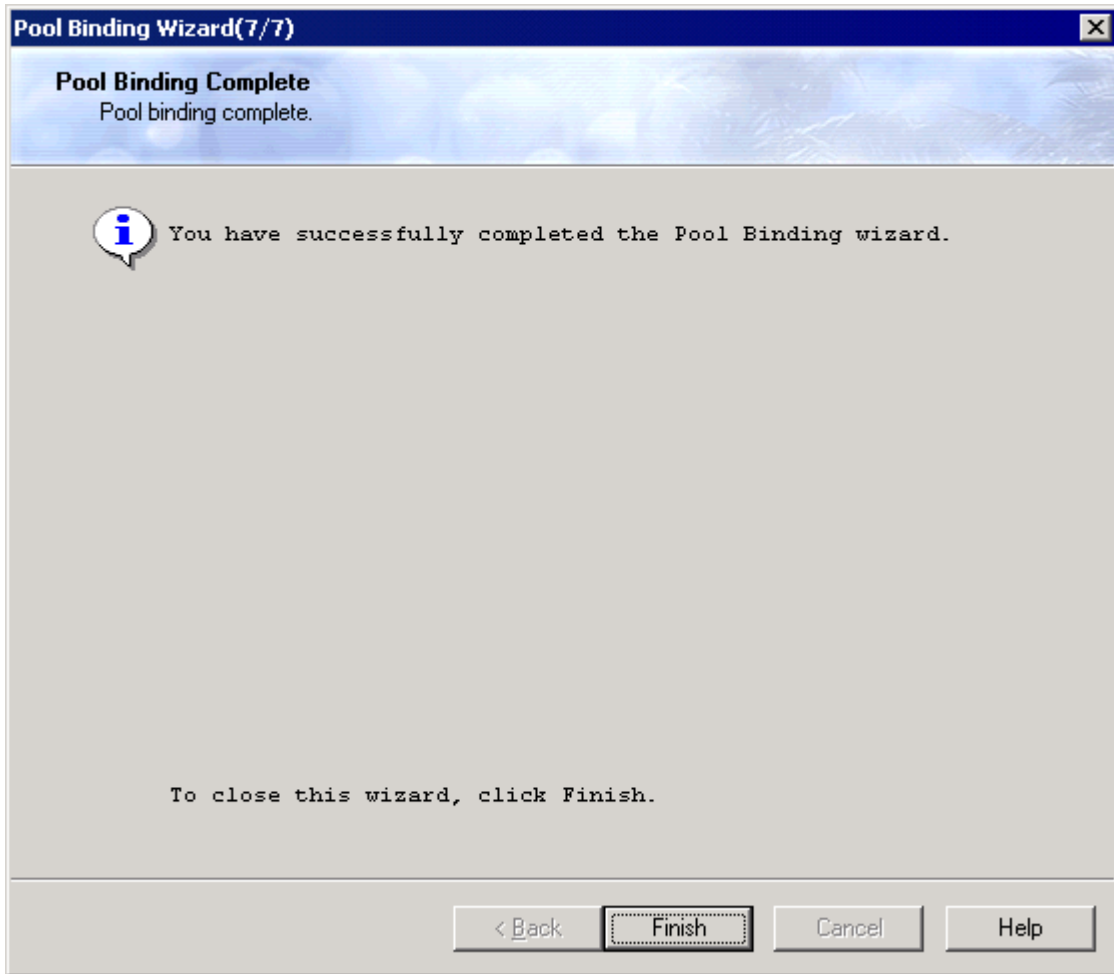 Pool Binding Wizard(7/7)
Pool Binding Complete
Pool binding complete.
i
You have successfully completed the Pool Binding wizard.
To close this wizard, click Finish.
< Back
Finish
Cancel
Help